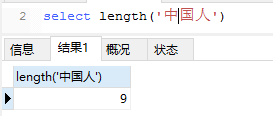 2 select length('中国人')
信息 结果1 概况 状态
length('中国人')
9